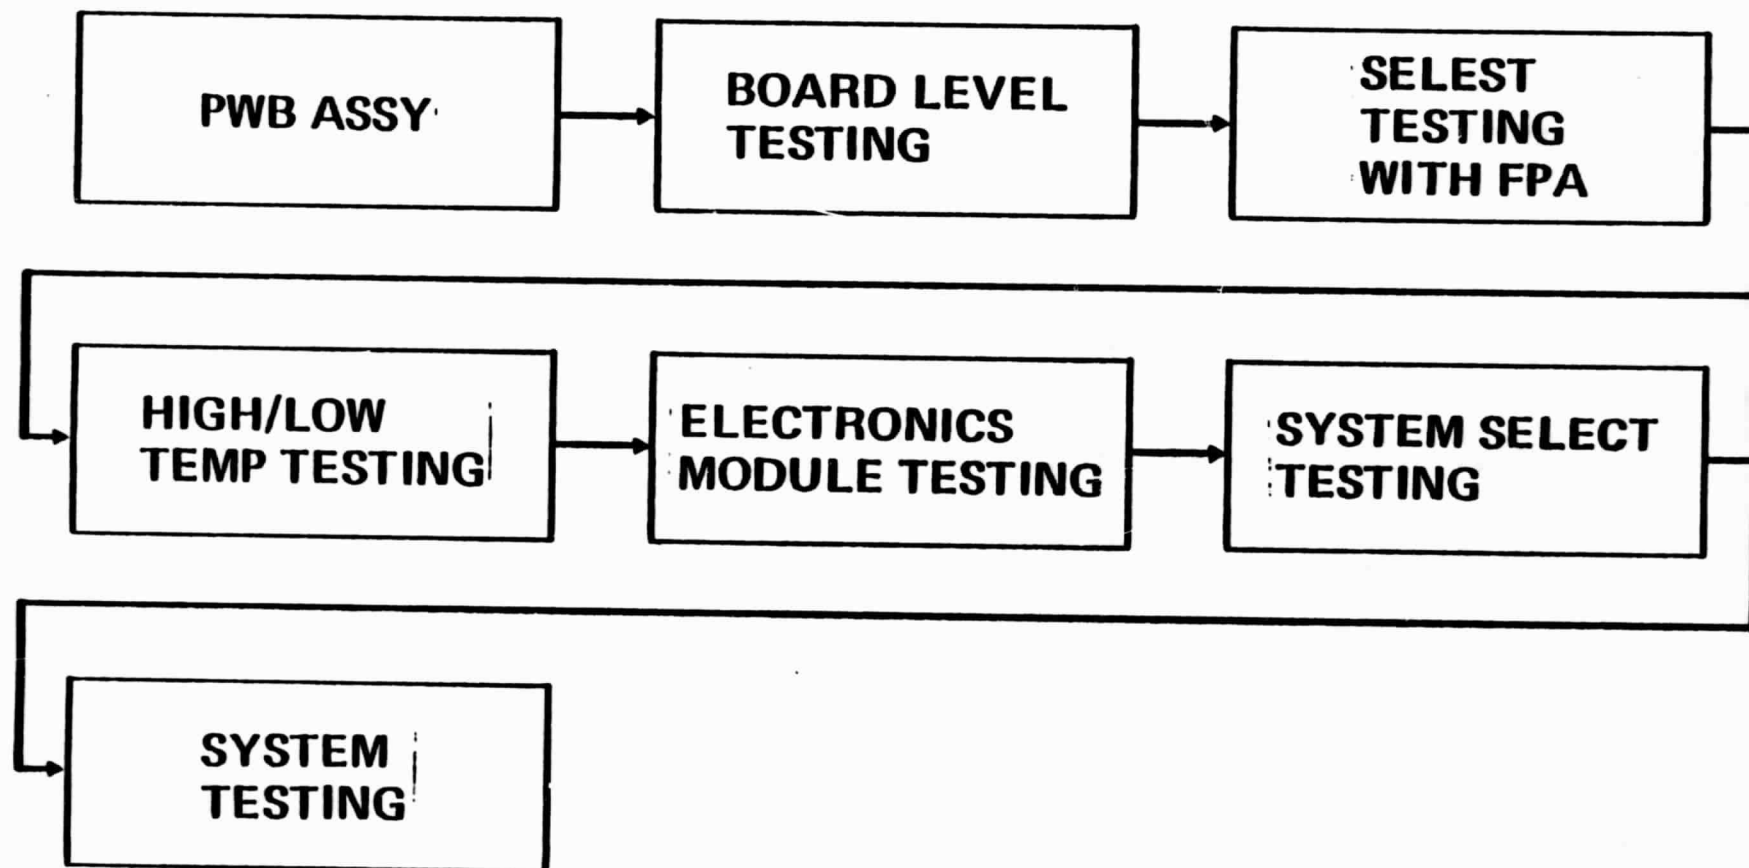 PWB ASSY
BOARD LEVEL
TESTING
SELEST
TESTING
WITH FPA
HIGH/LOW
TEMP TESTING
ELECTRONICS
MODULE TESTING
SYSTEM SELECT
TESTING
SYSTEM
TESTING